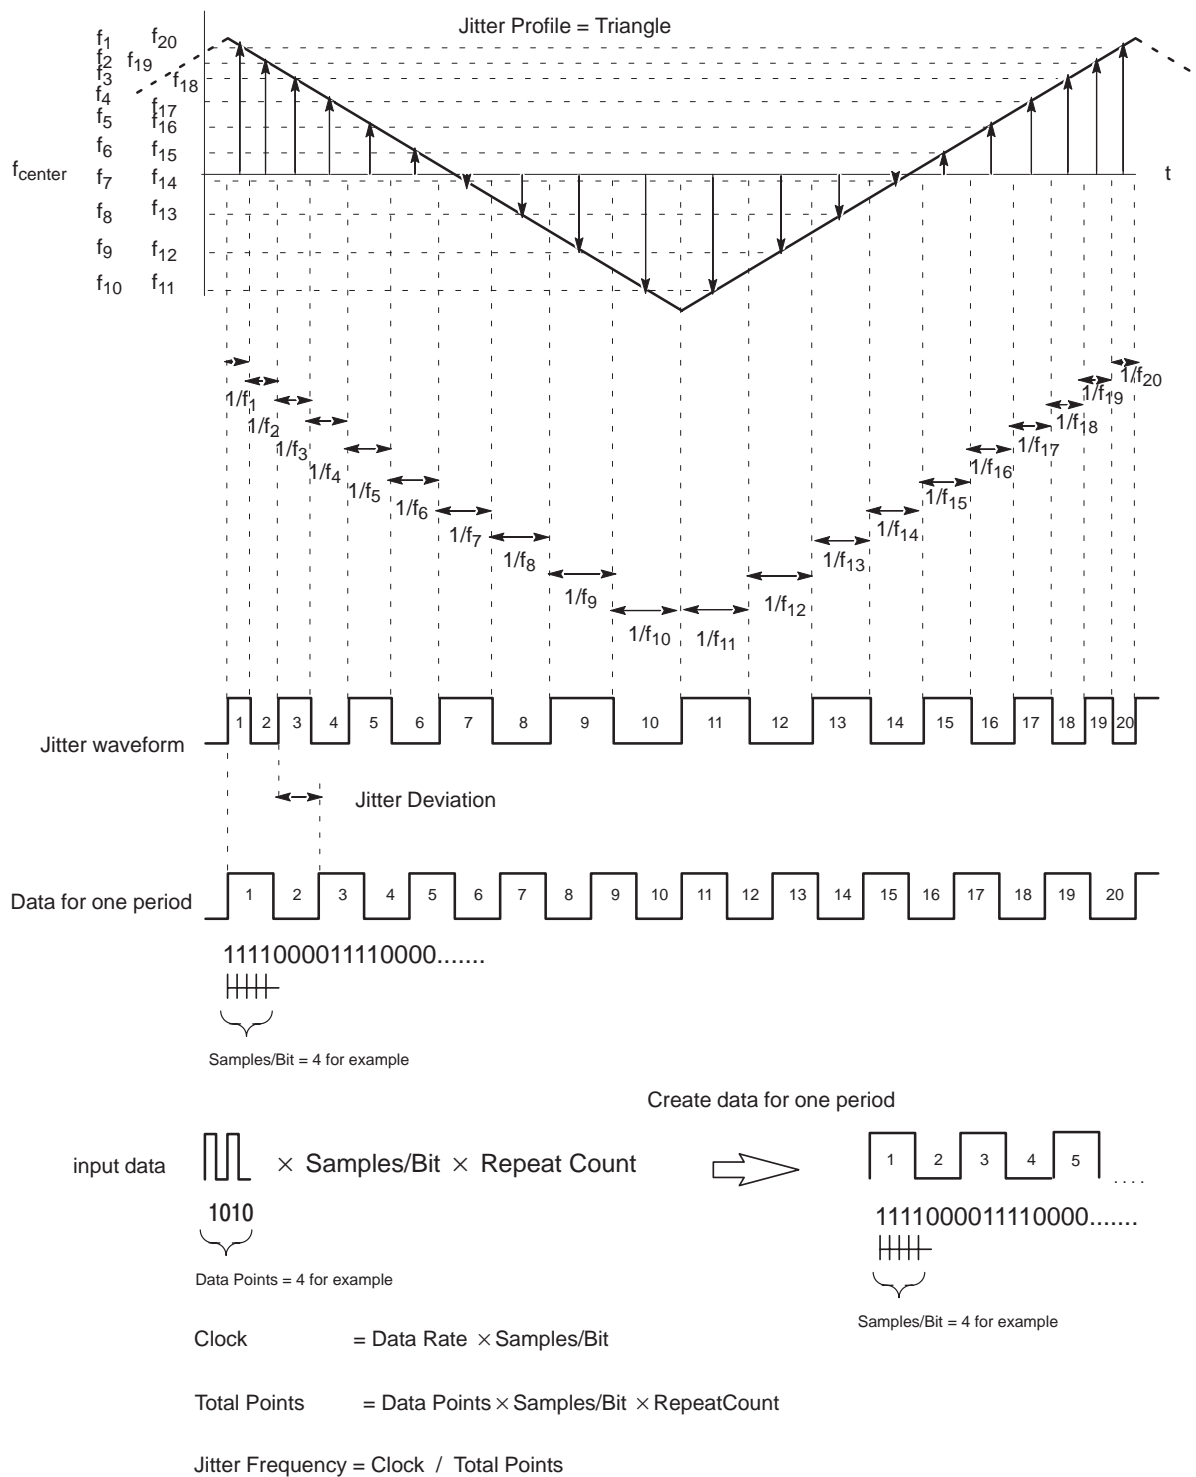 Jitter Profile = Triangle
f1 f20
f2 f19
f3 f18
f4 f17
f5 f16
f6 f15
fcenter
t
f7 f14
f8 f13
f9 f12
f10 f11
1/f1
1/f2
1/f3
1/f4
1/f5
1/f6
1/f7
1/f8
1/f9
1/f10
1/f11
1/f12
1/f13
1/f14
1/f15
1/f16
1/f17
1/f18
1/f19
1/f20
Jitter waveform
1 2 3 4 5 6 7 8 9 10 11 12 13 14 15 16 17 18 19 20
Jitter Deviation
Data for one period
1 2 3 4 5 6 7 8 9 10 11 12 13 14 15 16 17 18 19 20
1111000011110000.......
Samples/Bit = 4 for example
Create data for one period
input data
× Samples/Bit × Repeat Count
1 2 3 4 5 ....
1010
1111000011110000.......
Data Points = 4 for example
Samples/Bit = 4 for example
Clock = Data Rate × Samples/Bit
Total Points = Data Points × Samples/Bit × RepeatCount
Jitter Frequency = Clock / Total Points